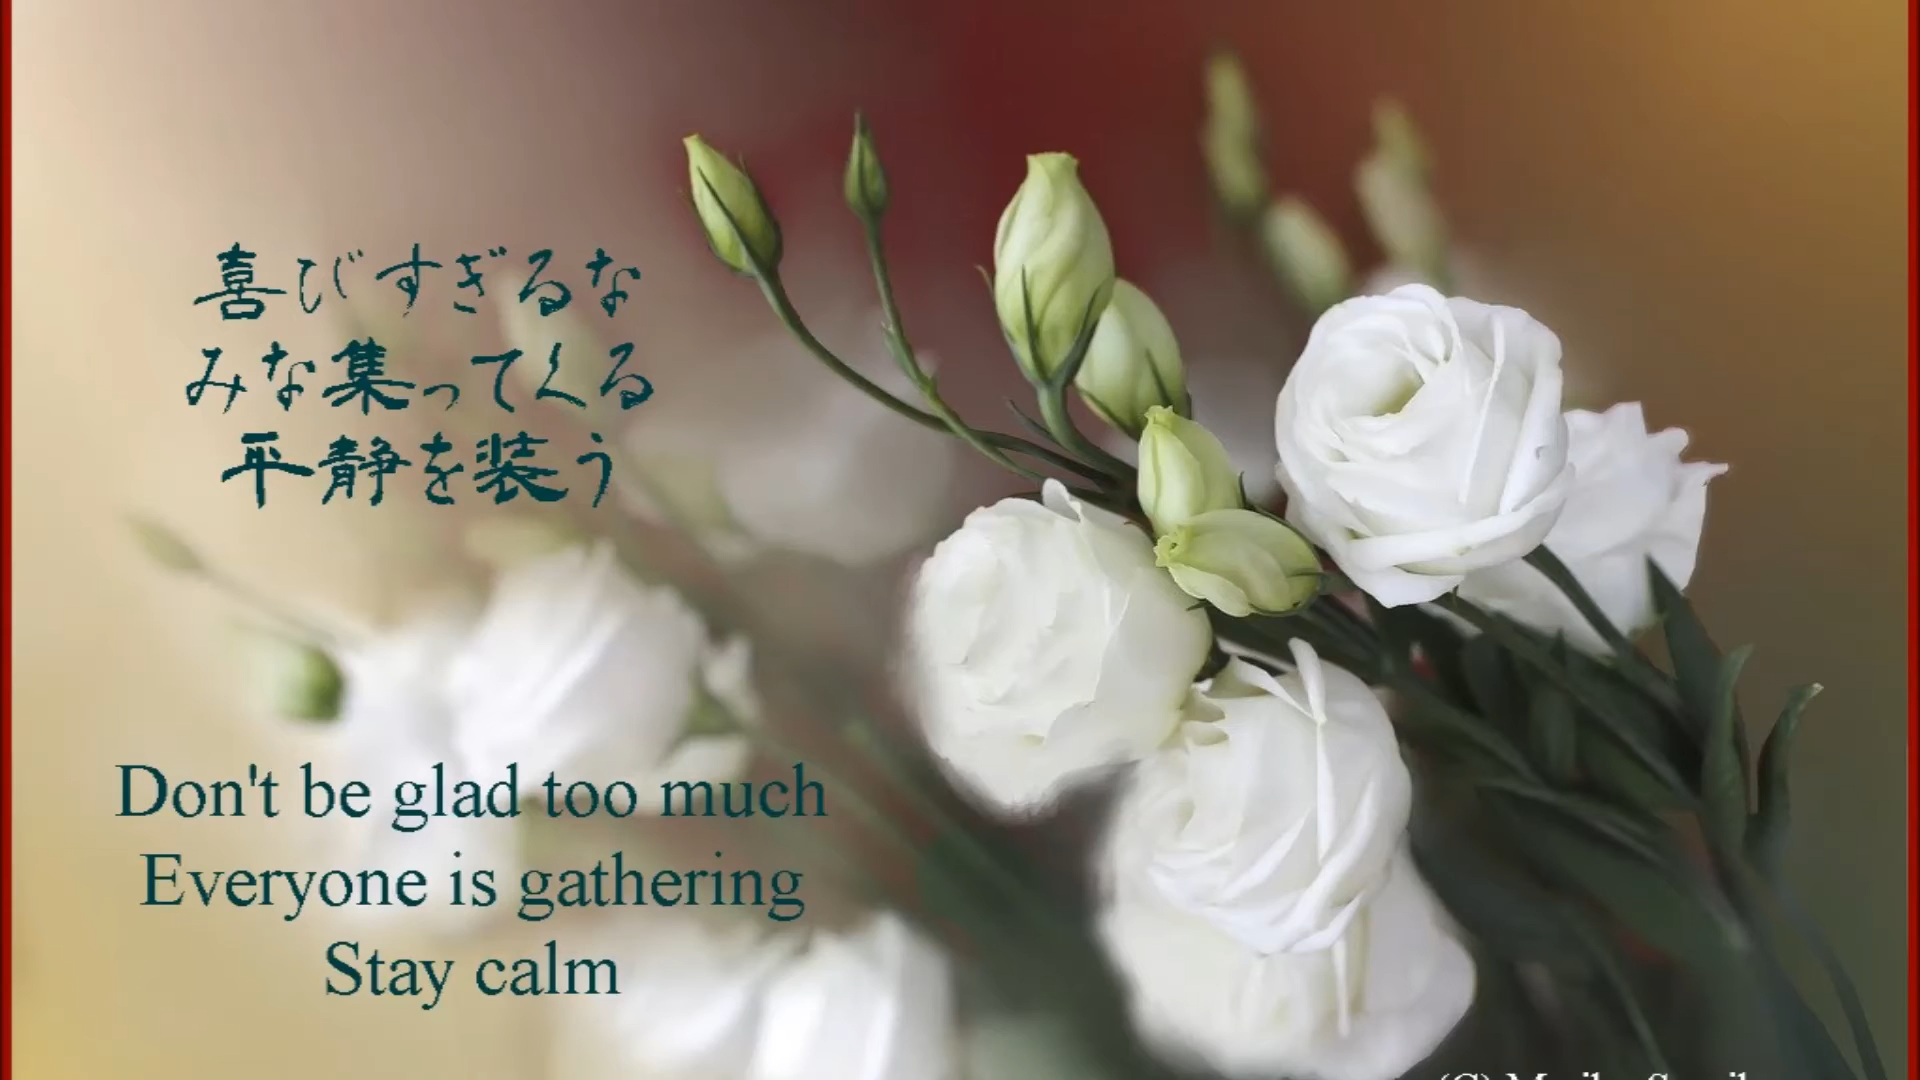 喜びすぎるな
みな集ってくる
平静を装う
Don't be glad too much
Everyone is gathering
Stay calm